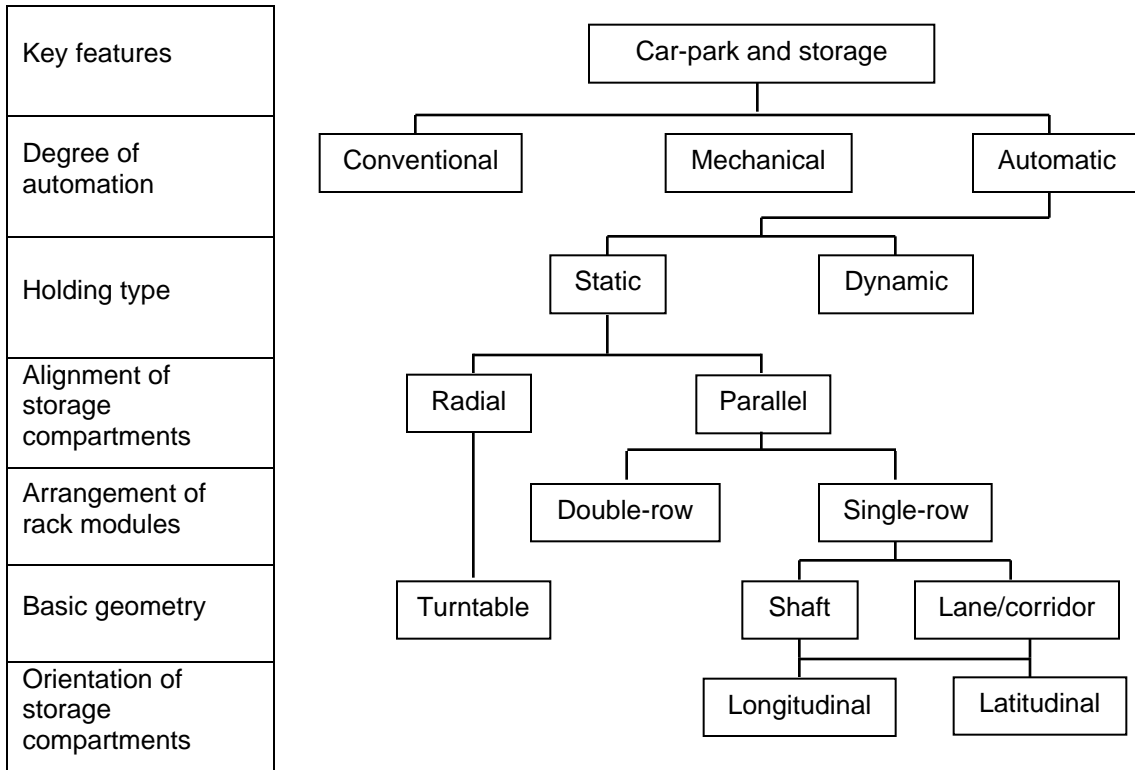 Key features
Car-park and storage
Degree of
automation
Conventional
Mechanical
Automatic
Holding type
Static
Dynamic
Alignment of
storage
compartments
Radial
Parallel
Arrangement of
rack modules
Double-row
Single-row
Basic geometry
Turntable
Shaft
Lane/corridor
Orientation of
storage
compartments
Longitudinal
Latitudinal